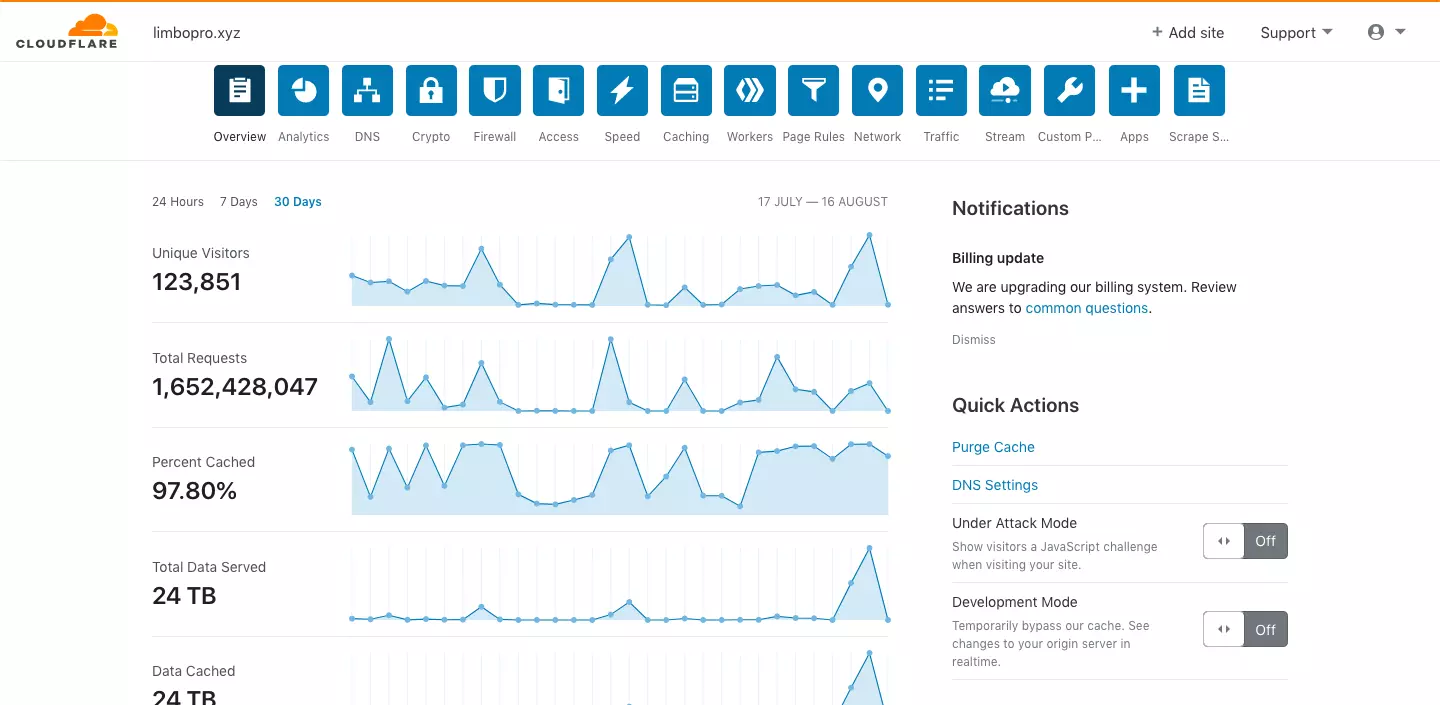 CLOUDFLARE
limbopro.xyz
+ Add site
Support
Overview
Analytics
DNS
Crypto
Firewall
Access
Speed
Caching
Workers
Page Rules
Network
Traffic
Stream
Custom P...
Apps
Scrape S...
24 Hours
7 Days
30 Days
17 JULY — 16 AUGUST
Unique Visitors
123,851
Total Requests
1,652,428,047
Percent Cached
97.80%
Total Data Served
24 TB
Data Cached
24 TB
Notifications
Billing update
We are upgrading our billing system. Review
answers to common questions.
Dismiss
Quick Actions
Purge Cache
DNS Settings
Under Attack Mode
Show visitors a JavaScript challenge
when visiting your site.
Off
Development Mode
Temporarily bypass our cache. See
changes to your origin server in
realtime.
Off